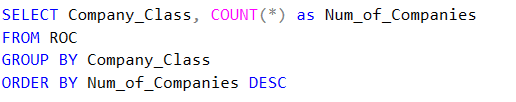 SELECT Company_Class, COUNT(*) as Num_of_Companies
FROM ROC
GROUP BY Company_Class
ORDER BY Num_of_Companies DESC